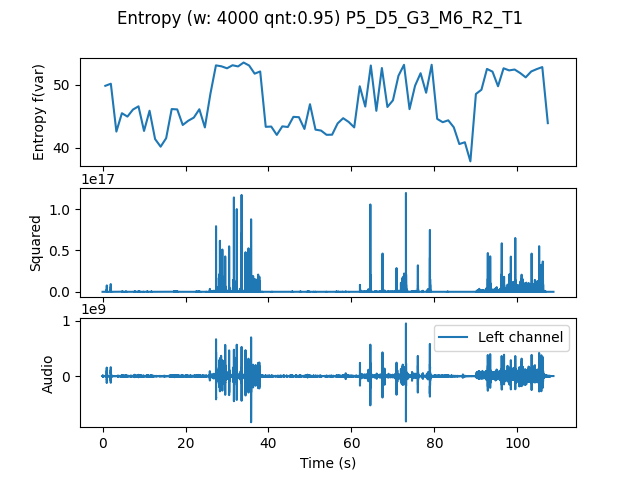 Entropy (w: 4000 qnt:0.95) P5_D5_G3_M6_R2_T1
Entropy f(var)
50
40
1e17
Squared
1.0
0.5
0.0
1e9
Audio
1
0
Left channel
0 20 40 60 80 100
Time (s)